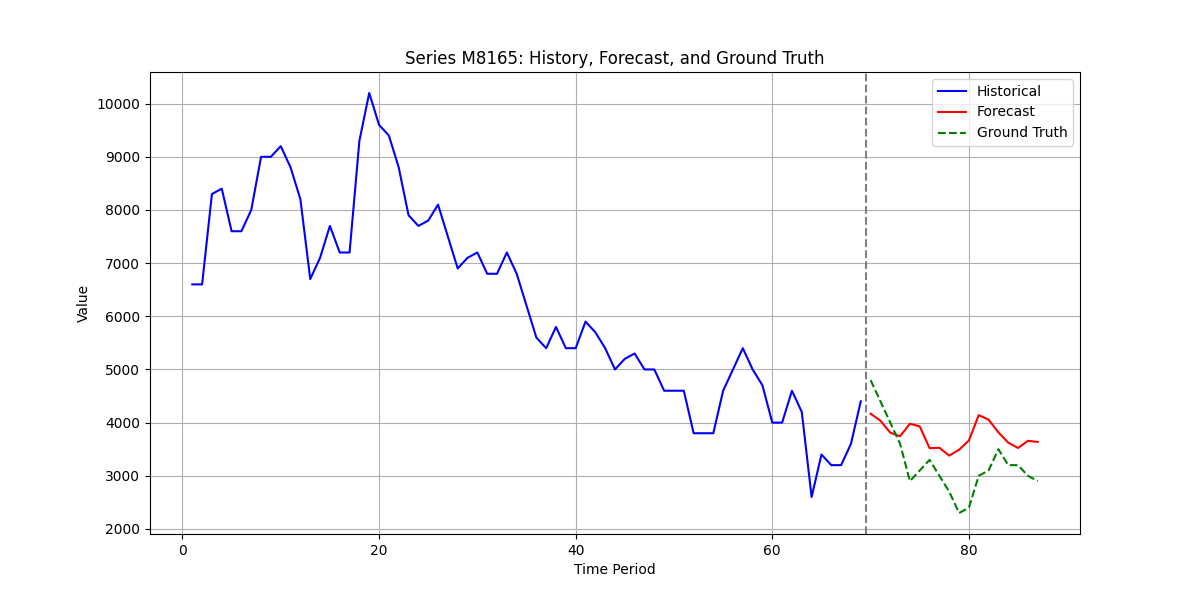 Series M8165: History, Forecast, and Ground Truth
Historical
Forecast
Ground Truth
10000
9000
8000
7000
6000
5000
4000
3000
2000
Value
0
20
40
60
80
Time Period